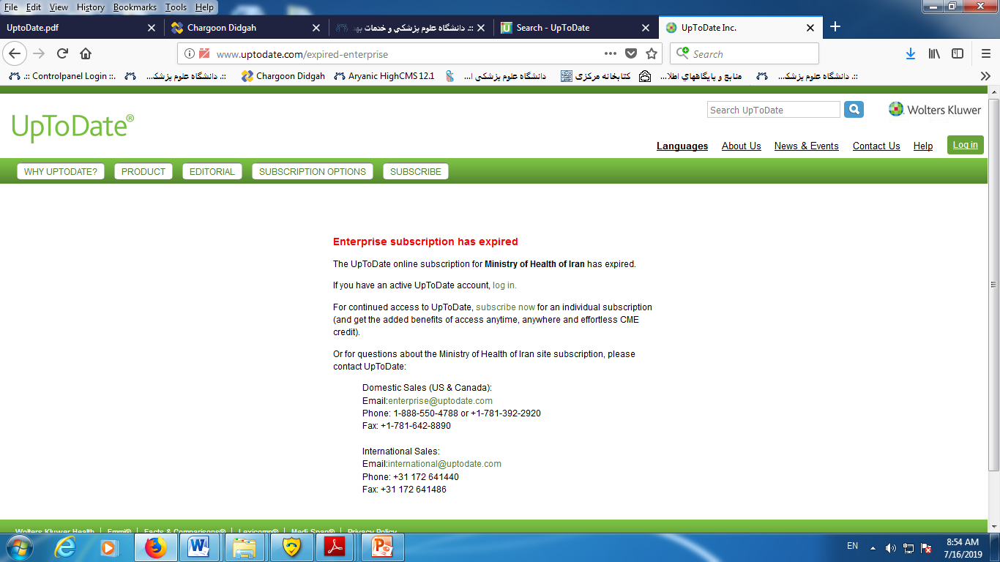 File Edit View History Bookmarks Tools Help
UptoDate.pdf
Chargoon Didgah
::. دانشگاه علوم پزشکي و خدمات بهد
Search - UpToDate
UpToDate Inc.
www.uptodate.com/expired-enterprise
Search
.:: Controlpanel Login ::.
::. دانشگاه علوم پزشک...
Chargoon Didgah
Aryanic HighCMS 12.1
دانشگاه علوم پزشکی ا...
کتابخانه مرکزی
منابع و پايگاههاي اطلا...
::. دانشگاه علوم پزشک...
UpToDate®
Search UpToDate
Wolters Kluwer
Languages About Us News & Events Contact Us Help Log in
WHY UPTODATE? PRODUCT EDITORIAL SUBSCRIPTION OPTIONS SUBSCRIBE
Enterprise subscription has expired
The UpToDate online subscription for Ministry of Health of Iran has expired.
If you have an active UpToDate account, log in.
For continued access to UpToDate, subscribe now for an individual subscription
(and get the added benefits of access anytime, anywhere and effortless CME
credit).
Or for questions about the Ministry of Health of Iran site subscription, please
contact UpToDate:
Domestic Sales (US & Canada):
Email:enterprise@uptodate.com
Phone: 1-888-550-4788 or +1-781-392-2920
Fax: +1-781-642-8890
International Sales:
Email:international@uptodate.com
Phone: +31 172 641440
Fax: +31 172 641486
Wolters Kluwer Health | Emmi® | Facts & Comparisons® | Lexicomp® | Medi-Span® | Privacy Policy
EN
8:54 AM
7/16/2019